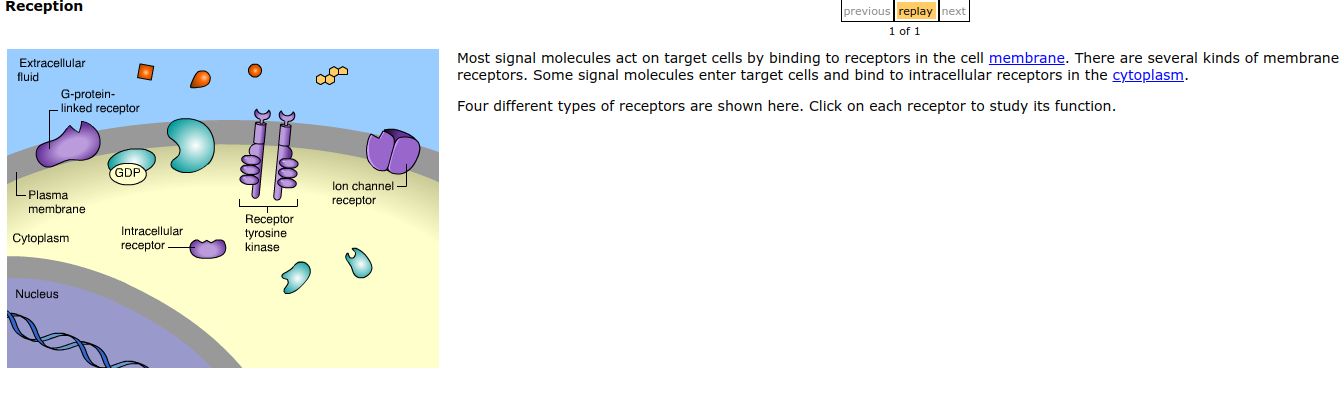 Reception
previous replay next
1 of 1
Most signal molecules act on target cells by binding to receptors in the cell membrane. There are several kinds of membrane
receptors. Some signal molecules enter target cells and bind to intracellular receptors in the cytoplasm.
Four different types of receptors are shown here. Click on each receptor to study its function.
Extracellular
fluid
G-protein-
linked receptor
GDP
Plasma
membrane
Ion channel
receptor
Receptor
tyrosine
kinase
Intracellular
receptor
Cytoplasm
Nucleus